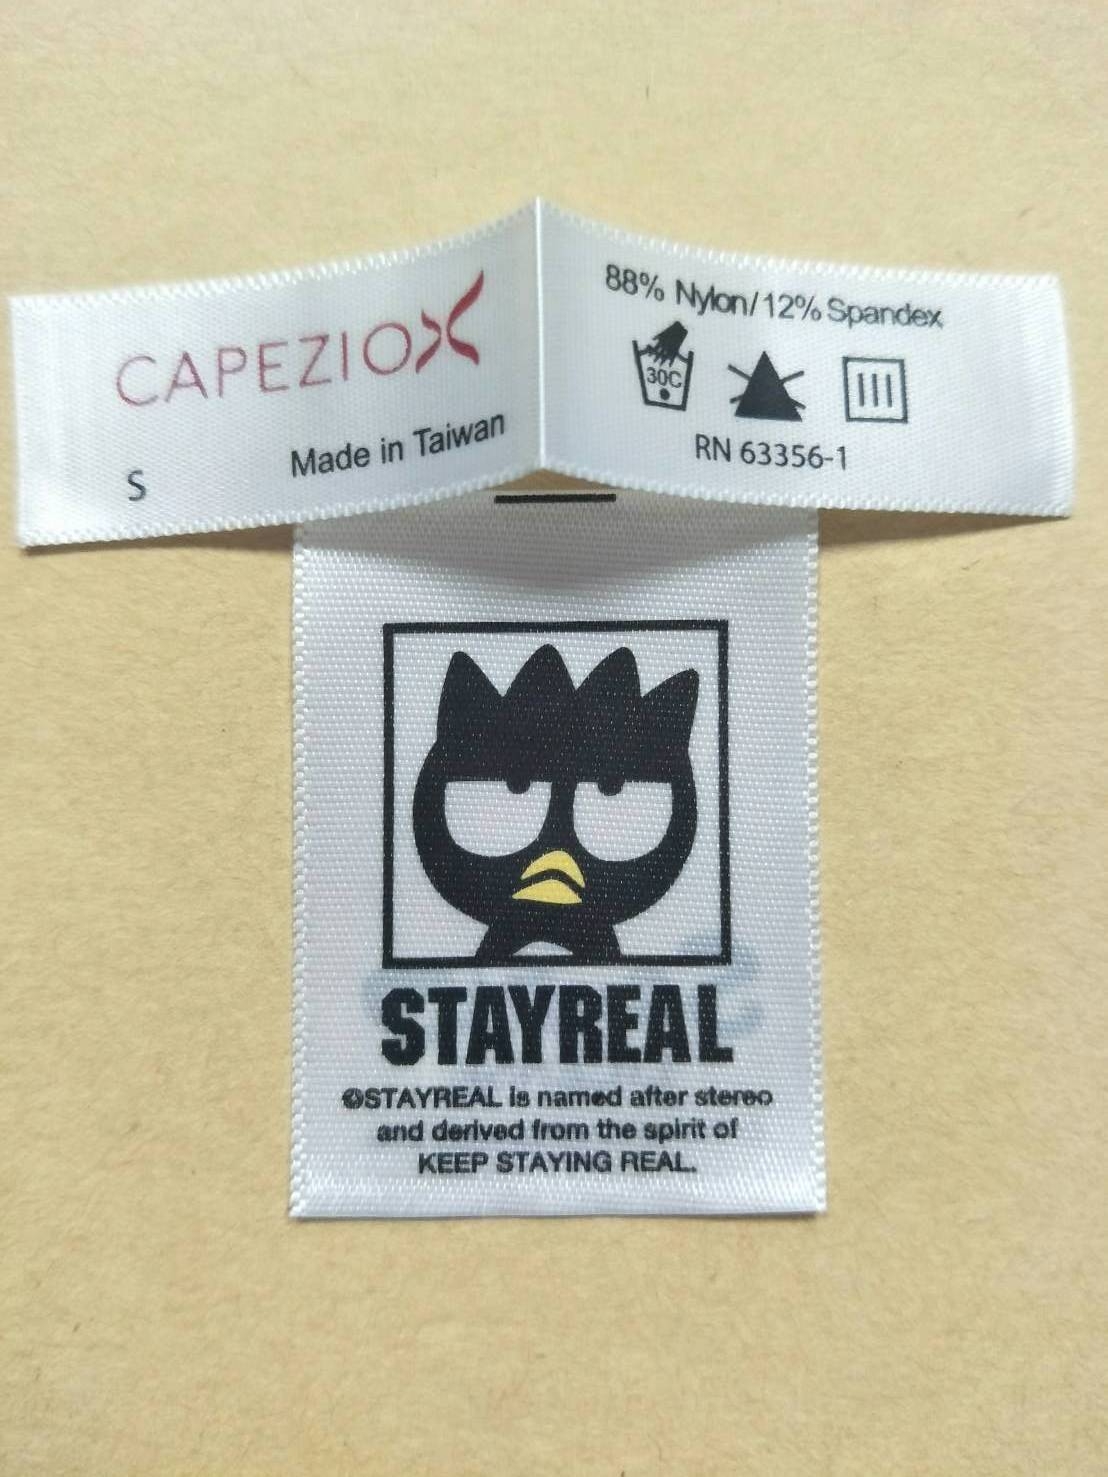 CAPEZIO
Made in Taiwan
S
88% Nylon/12% Spandex
30C
RN 63356-1
STAYREAL
©STAYREAL is named after stereo
and derived from the spirit of
KEEP STAYING REAL.